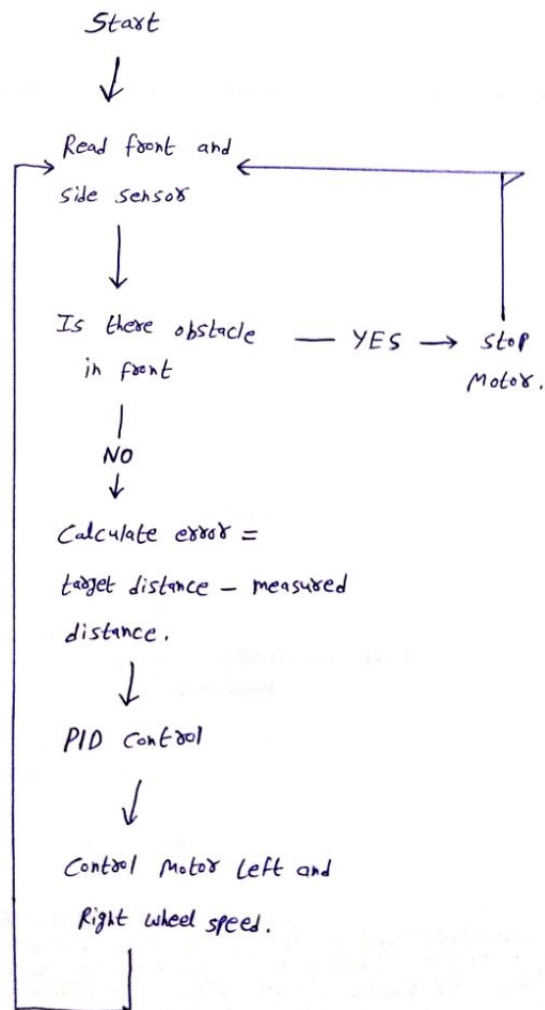 Start
Read front and
side sensor
Is there obstacle — YES → Stop
in front
Motor.
NO
Calculate error =
target distance – measured
distance.
PID Control
Control Motor Left and
Right wheel speed.